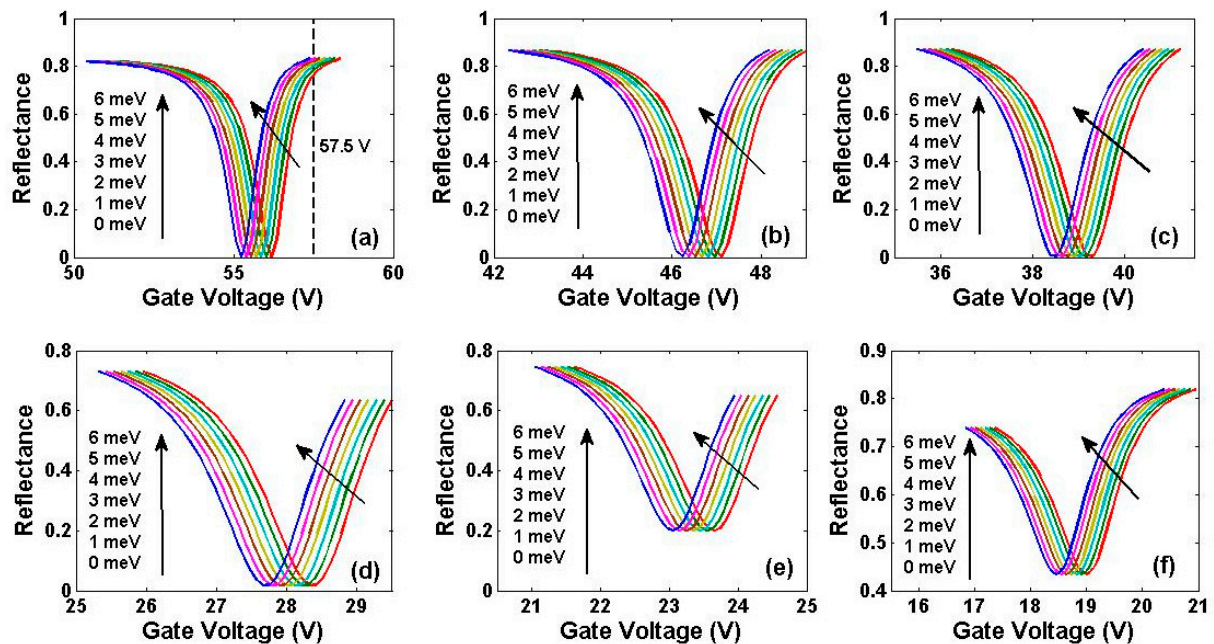 1
0.8
0.6
0.4
0.2
0
Reflectance
6 meV
5 meV
4 meV
3 meV
2 meV
1 meV
0 meV
57.5 V
(a)
50
55
60
Gate Voltage (V)
1
0.8
0.6
0.4
0.2
0
Reflectance
6 meV
5 meV
4 meV
3 meV
2 meV
1 meV
0 meV
(b)
42
44
46
48
Gate Voltage (V)
1
0.8
0.6
0.4
0.2
0
Reflectance
6 meV
5 meV
4 meV
3 meV
2 meV
1 meV
0 meV
(c)
36
38
40
Gate Voltage (V)
0.8
0.6
0.4
0.2
0
Reflectance
6 meV
5 meV
4 meV
3 meV
2 meV
1 meV
0 meV
(d)
25
26
27
28
29
Gate Voltage (V)
0.8
0.6
0.4
0.2
0
Reflectance
6 meV
5 meV
4 meV
3 meV
2 meV
1 meV
0 meV
(e)
21
22
23
24
25
Gate Voltage (V)
0.9
0.8
0.7
0.6
0.5
0.4
Reflectance
6 meV
5 meV
4 meV
3 meV
2 meV
1 meV
0 meV
(f)
16
17
18
19
20
21
Gate Voltage (V)